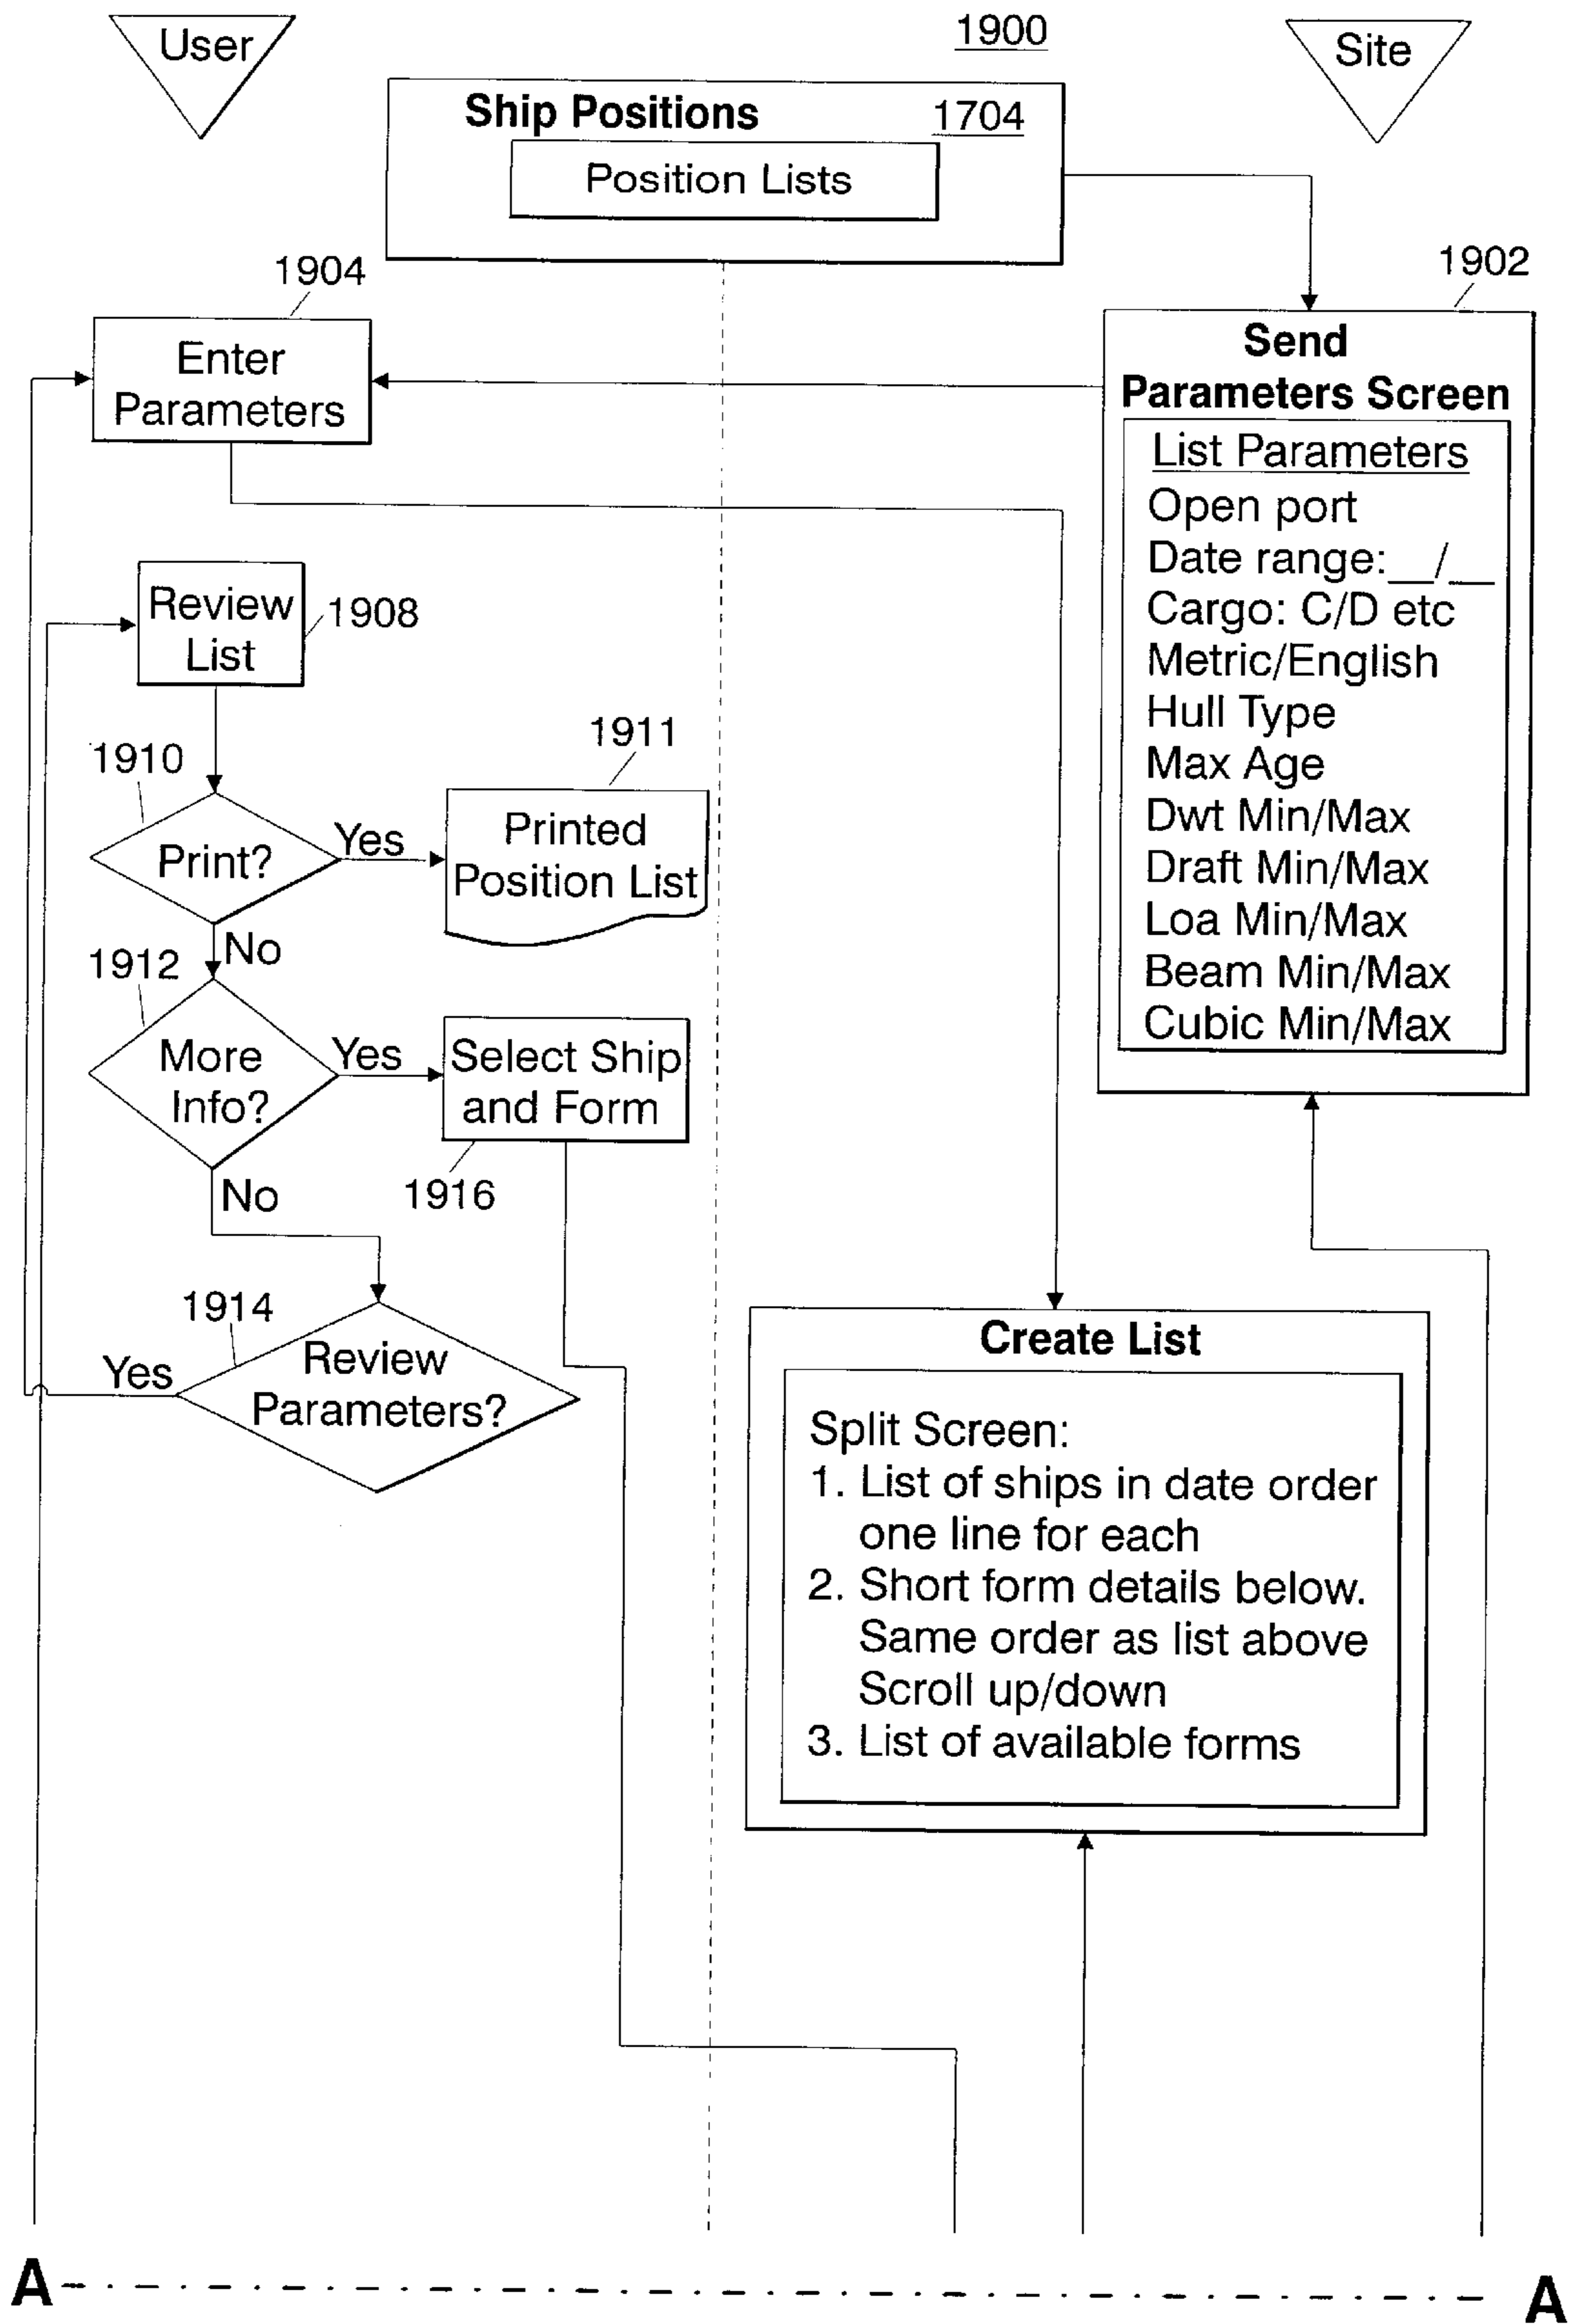 User
1900
Site
Ship Positions
1704
Position Lists
1904
1902
Enter
Parameters
Send
Parameters Screen
List Parameters
Open port
Date range:__/__
Cargo: C/D etc
Metric/English
Hull Type
Max Age
Dwt Min/Max
Draft Min/Max
Loa Min/Max
Beam Min/Max
Cubic Min/Max
Review
List
1908
1910
1911
Print?
Yes
Printed
Position List
No
1912
More
Info?
Yes
Select Ship
and Form
1916
No
1914
Yes
Review
Parameters?
Create List
Split Screen:
1. List of ships in date order
one line for each
2. Short form details below.
Same order as list above
Scroll up/down
3. List of available forms
A
A